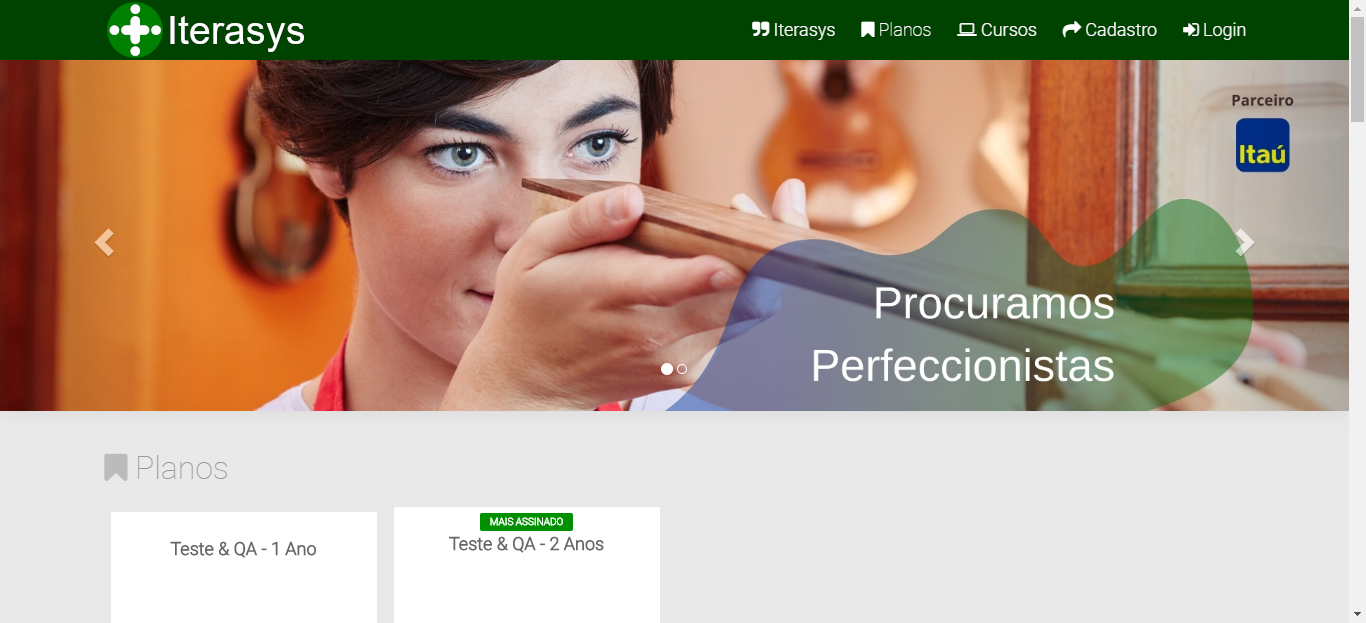 Iterasys
Iterasys Planos Cursos Cadastro Login
Parceiro
Itaú
Procuramos
Perfeccionistas
Planos
Teste & QA - 1 Ano
MAIS ASSINADO
Teste & QA - 2 Anos